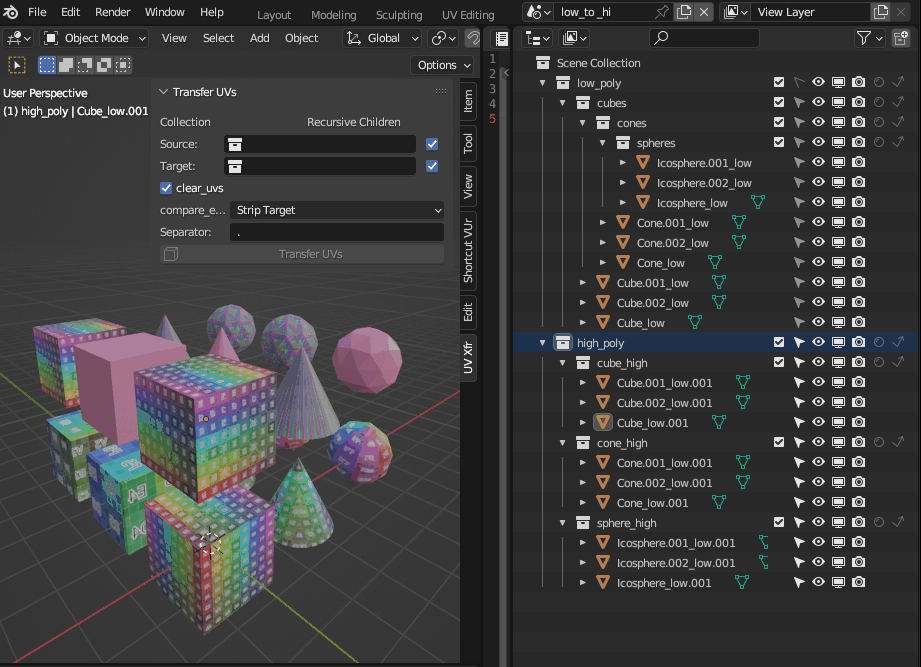 File Edit Render Window Help Layout Modeling Sculpting UV Editing
low_to _hi View Layer
Object Mode View Select Add Object Global
Options
User Perspective
(1) high_poly | Cube_low.001
Transfer UVs
Collection Recursive Children
Source:
Target:
clear_uvs
compare_e... Strip Target
Separator: .
Transfer UVs
Item
Tool
View
Shortcut VUr
Edit
UV Xfr
1
2
3
4
5
Scene Collection
low_poly
cubes
cones
spheres
Icosphere.001_low
Icosphere.002_low
Icosphere_low
Cone.001_low
Cone.002_low
Cone_low
Cube.001_low
Cube.002_low
Cube_low
high_poly
cube_high
Cube.001_low.001
Cube.002_low.001
Cube_low.001
cone_high
Cone.001_low.001
Cone.002_low.001
Cone_low.001
sphere_high
Icosphere.001_low.001
Icosphere.002_low.001
Icosphere_low.001